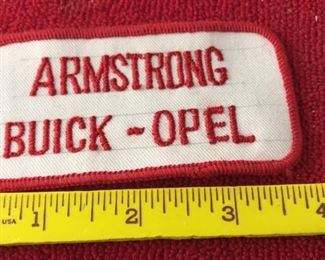 ARMSTRONG
BUICK ~ OPEL
USA 1 2 3 4